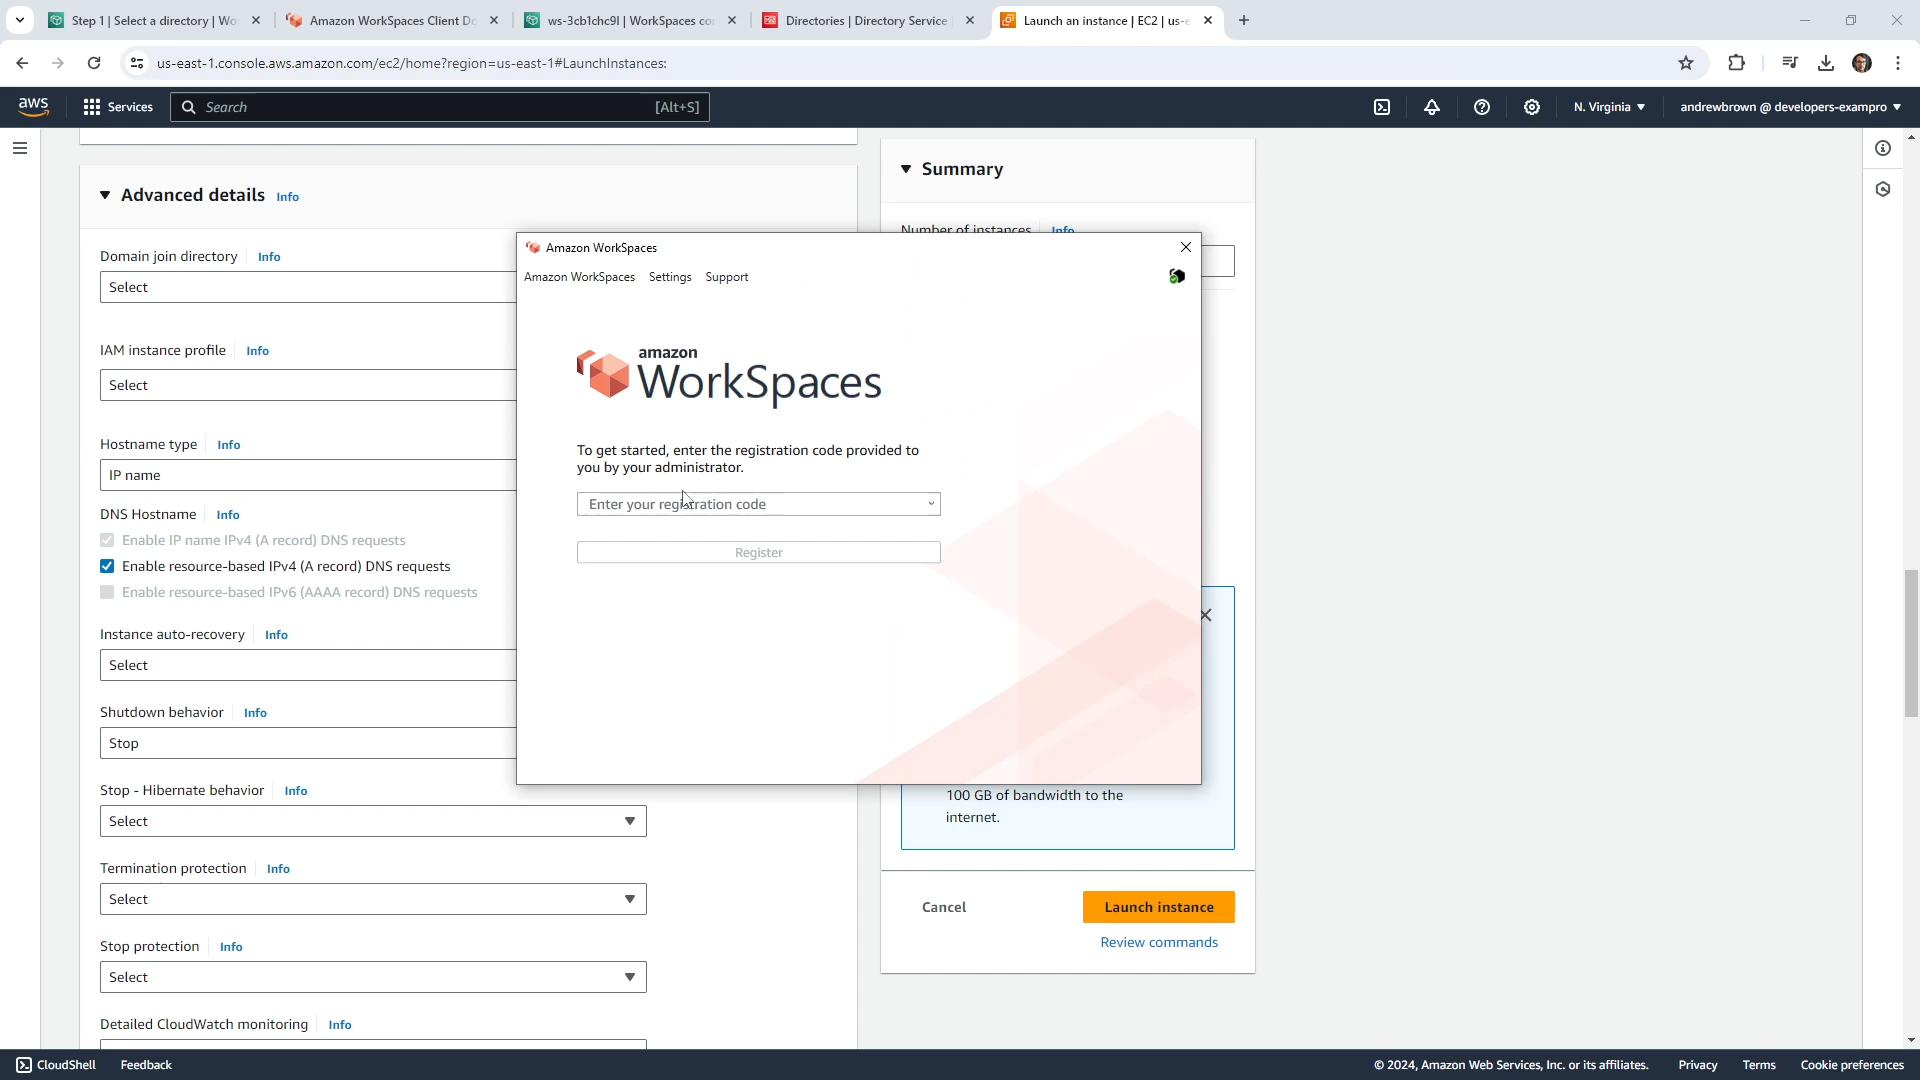 Step 1 | Select a directory | Wo
Amazon WorkSpaces Client Do
ws-3cb1chc9l | WorkSpaces co
Directories | Directory Service
Launch an instance | EC2 | us-e
us-east-1.console.aws.amazon.com/ec2/home?region=us-east-1#LaunchInstances:
aws
Services
Search
[Alt+S]
N. Virginia
andrewbrown @ developers-exampro
Advanced details
Info
Domain join directory
Info
Select
IAM instance profile
Info
Select
Hostname type
Info
IP name
DNS Hostname
Info
Enable IP name IPv4 (A record) DNS requests
Enable resource-based IPv4 (A record) DNS requests
Enable resource-based IPv6 (AAAA record) DNS requests
Instance auto-recovery
Info
Select
Shutdown behavior
Info
Stop
Stop - Hibernate behavior
Info
Select
Termination protection
Info
Select
Stop protection
Info
Select
Detailed CloudWatch monitoring
Info
Amazon WorkSpaces
Amazon WorkSpaces
Settings
Support
amazon
WorkSpaces
To get started, enter the registration code provided to
you by your administrator.
Enter your registration code
Register
Summary
Number of instances
Info
100 GB of bandwidth to the
internet.
Cancel
Launch instance
Review commands
CloudShell
Feedback
© 2024, Amazon Web Services, Inc. or its affiliates.
Privacy
Terms
Cookie preferences